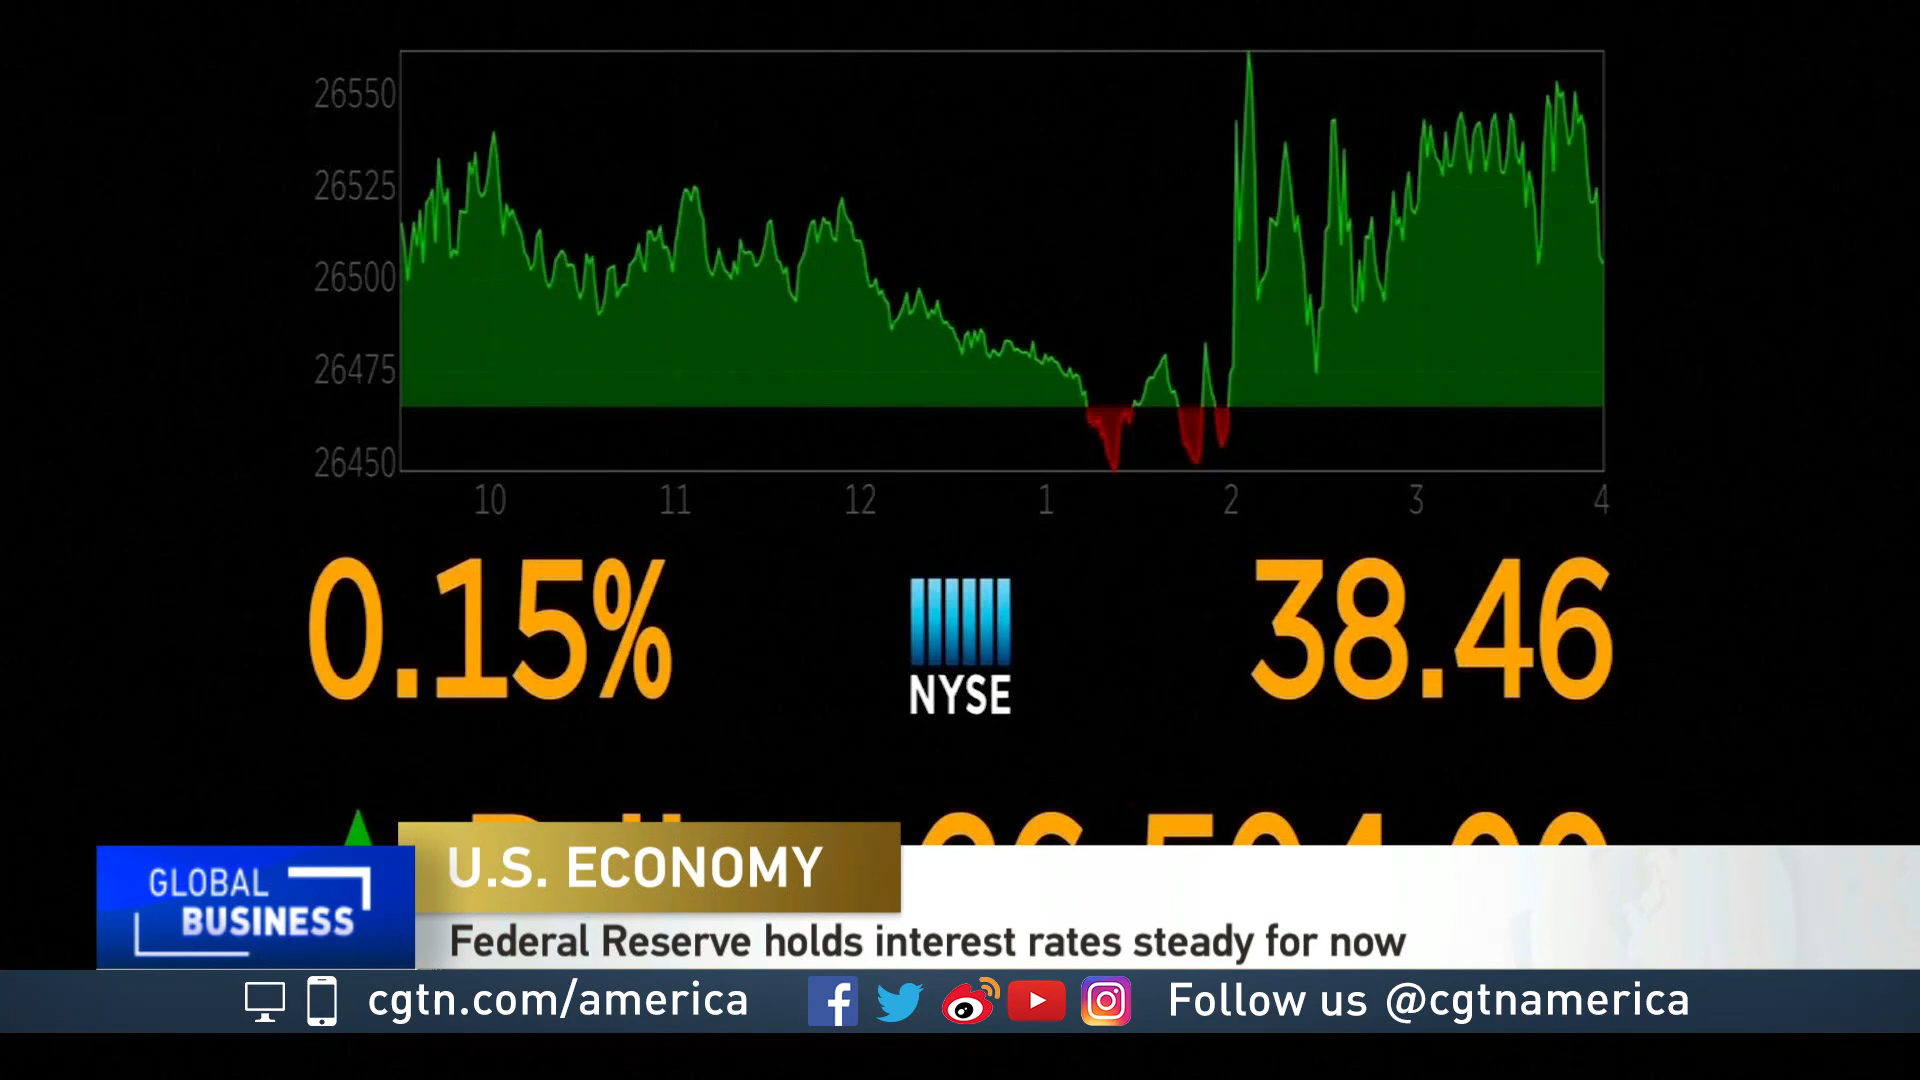 26550
26525
26500
26475
26450
10 11 12 1 2 3 4
0.15% NYSE 38.46
U.S. ECONOMY
GLOBAL
BUSINESS
Federal Reserve holds interest rates steady for now
cgtn.com/america Follow us @cgtnamerica